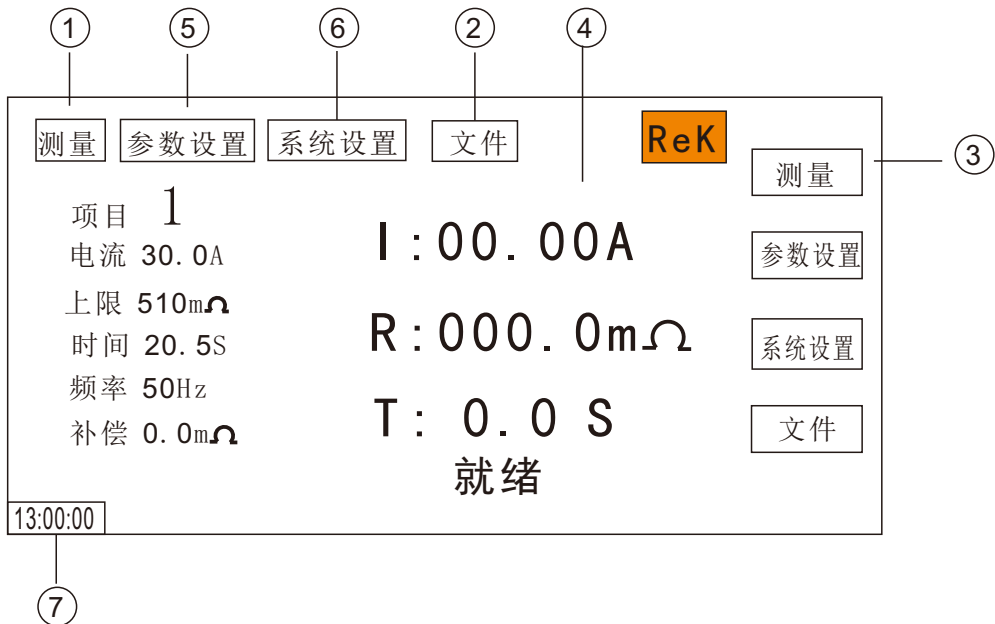 ① ⑤ ⑥ ② ④
测量 参数设置 系统设置 文件 ReK
测量 ③
项目 1
电流 30.0A
I:00.00A
参数设置
上限 510mΩ
时间 20.5S
R:000.0mΩ
系统设置
频率 50Hz
补偿 0.0mΩ
T: 0.0 S
文件
就绪
13:00:00
⑦